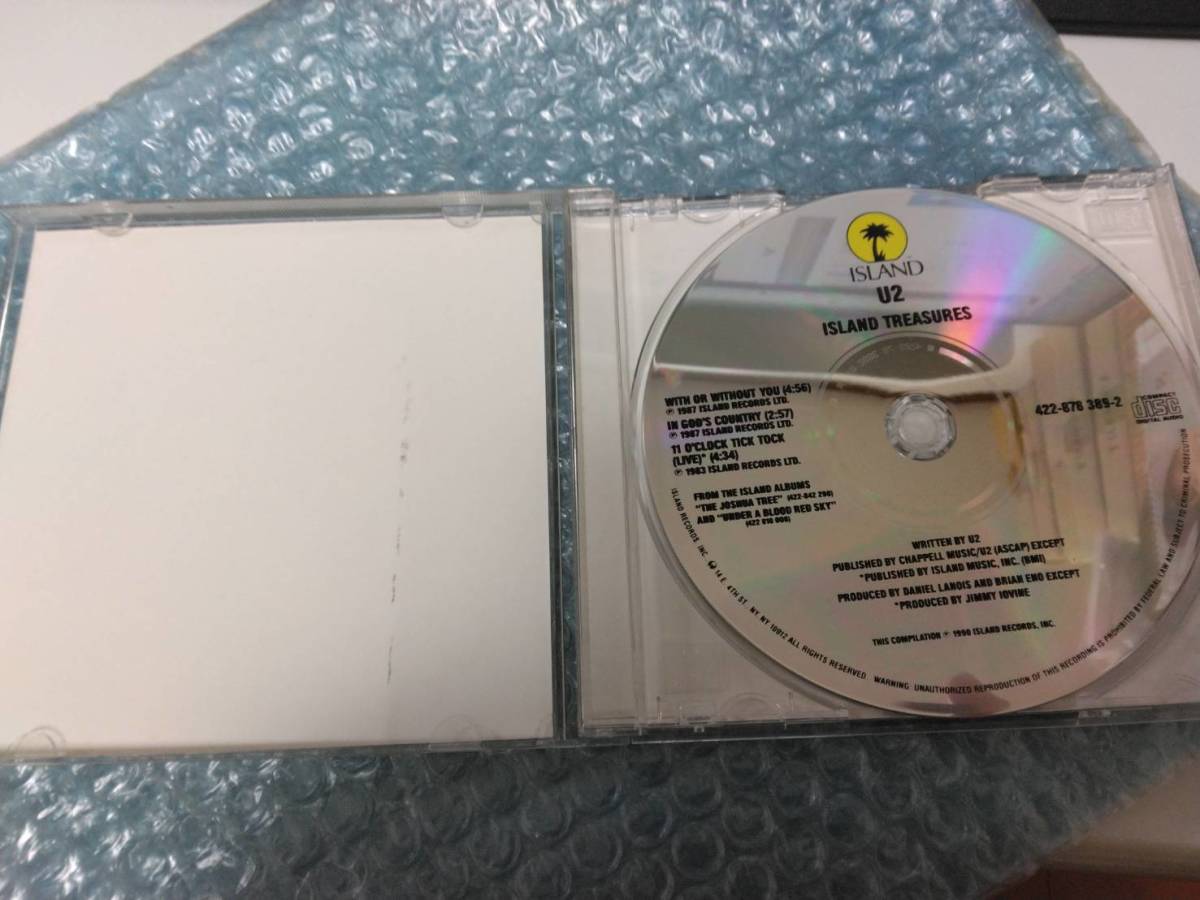 ISLAND
U2
ISLAND TREASURES
WITH OR WITHOUT YOU (4:56)
℗ 1987 ISLAND RECORDS LTD.
IN GOD'S COUNTRY (2:57)
℗ 1987 ISLAND RECORDS LTD.
11 O'CLOCK TICK TOCK
(LIVE)* (4:34)
℗ 1983 ISLAND RECORDS LTD.
FROM THE ISLAND ALBUMS
"THE JOSHUA TREE" (422-842 298)
AND "UNDER A BLOOD RED SKY"
(422 818 008)
422-878 389-2
COMPACT
disc
DIGITAL AUDIO
WRITTEN BY U2
PUBLISHED BY CHAPPELL MUSIC/U2 (ASCAP) EXCEPT
*PUBLISHED BY ISLAND MUSIC, INC. (BMI)
PRODUCED BY DANIEL LANOIS AND BRIAN ENO EXCEPT
*PRODUCED BY JIMMY IOVINE
THIS COMPILATION ℗ 1990 ISLAND RECORDS, INC.
ISLAND RECORDS, INC. 14 E. 4TH ST. NY, NY 10012 ALL RIGHTS RESERVED. WARNING: UNAUTHORIZED REPRODUCTION OF THIS RECORDING IS PROHIBITED BY FEDERAL LAW AND SUBJECT TO CRIMINAL PROSECUTION